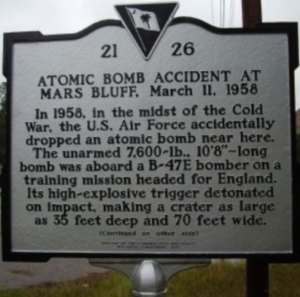 21 26
ATOMIC BOMB ACCIDENT AT
MARS BLUFF, March 11, 1958
In 1958, in the midst of the Cold
War, the U.S. Air Force accidentally
dropped an atomic bomb near here.
The unarmed 7,600-lb., 10'8"-long
bomb was aboard a B-47E bomber on a
training mission headed for England.
Its high-explosive trigger detonated
on impact, making a crater as large
as 35 feet deep and 70 feet wide.
(Continued on other side)